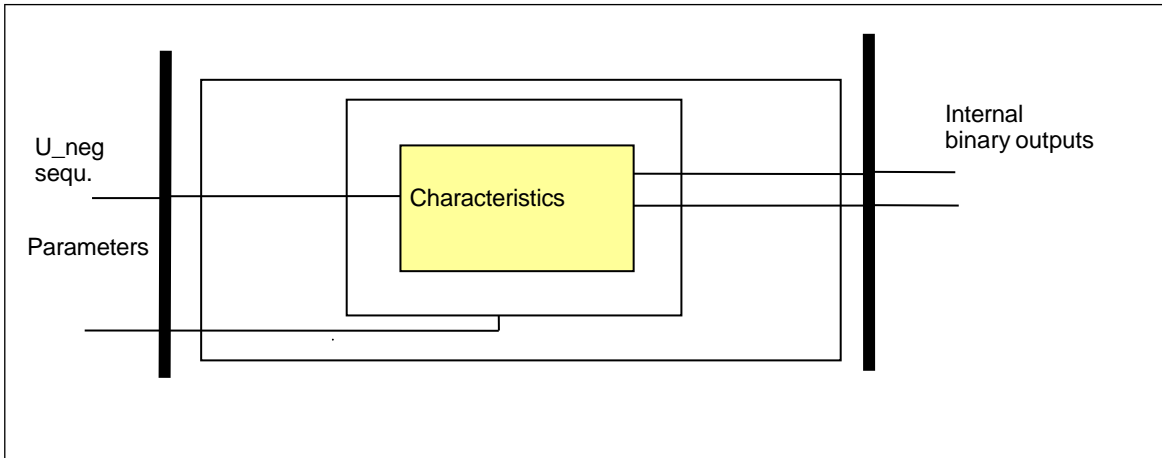 U_neg
sequ.
Parameters
Characteristics
Internal
binary outputs